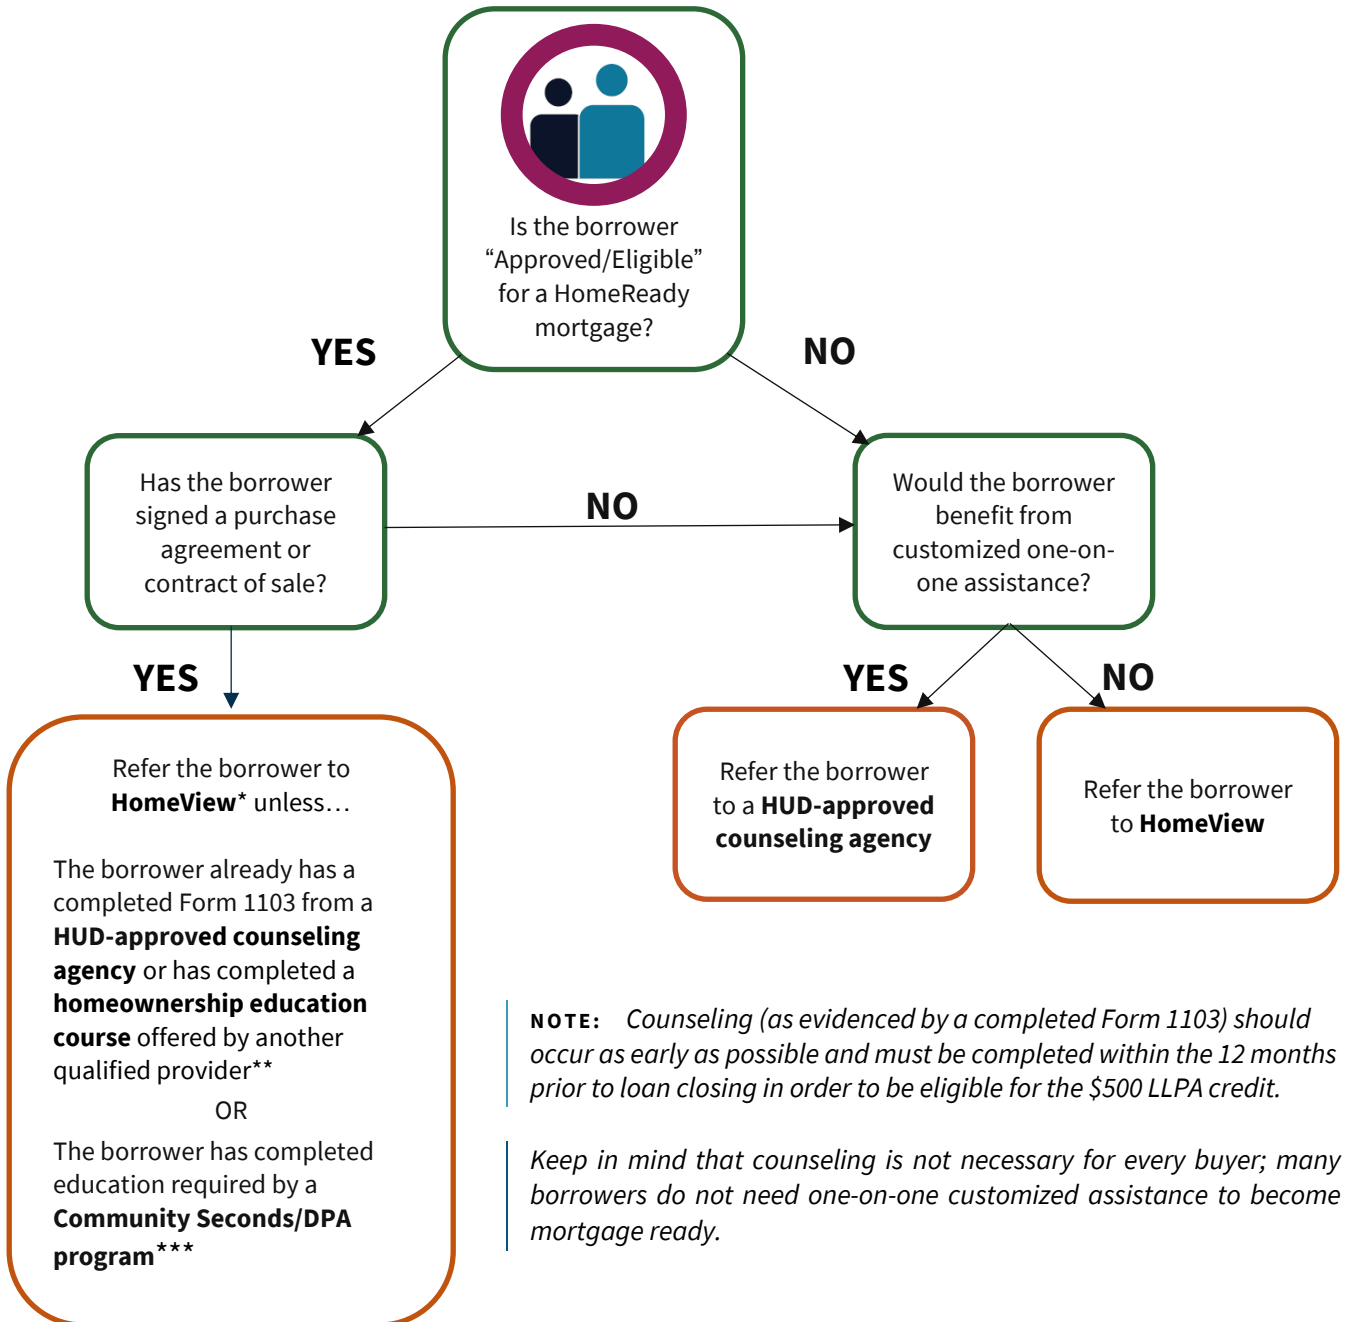 Is the borrower
“Approved/Eligible”
for a HomeReady
mortgage?
YES
NO
Has the borrower
signed a purchase
agreement or
contract of sale?
NO
Would the borrower
benefit from
customized one-on-
one assistance?
YES
YES
NO
Refer the borrower to
HomeView* unless…
The borrower already has a
completed Form 1103 from a
HUD-approved counseling
agency or has completed a
homeownership education
course offered by another
qualified provider**
OR
The borrower has completed
education required by a
Community Seconds/DPA
program***
Refer the borrower
to a HUD-approved
counseling agency
Refer the borrower
to HomeView
NOTE: Counseling (as evidenced by a completed Form 1103) should
occur as early as possible and must be completed within the 12 months
prior to loan closing in order to be eligible for the $500 LLPA credit.
Keep in mind that counseling is not necessary for every buyer; many
borrowers do not need one-on-one customized assistance to become
mortgage ready.